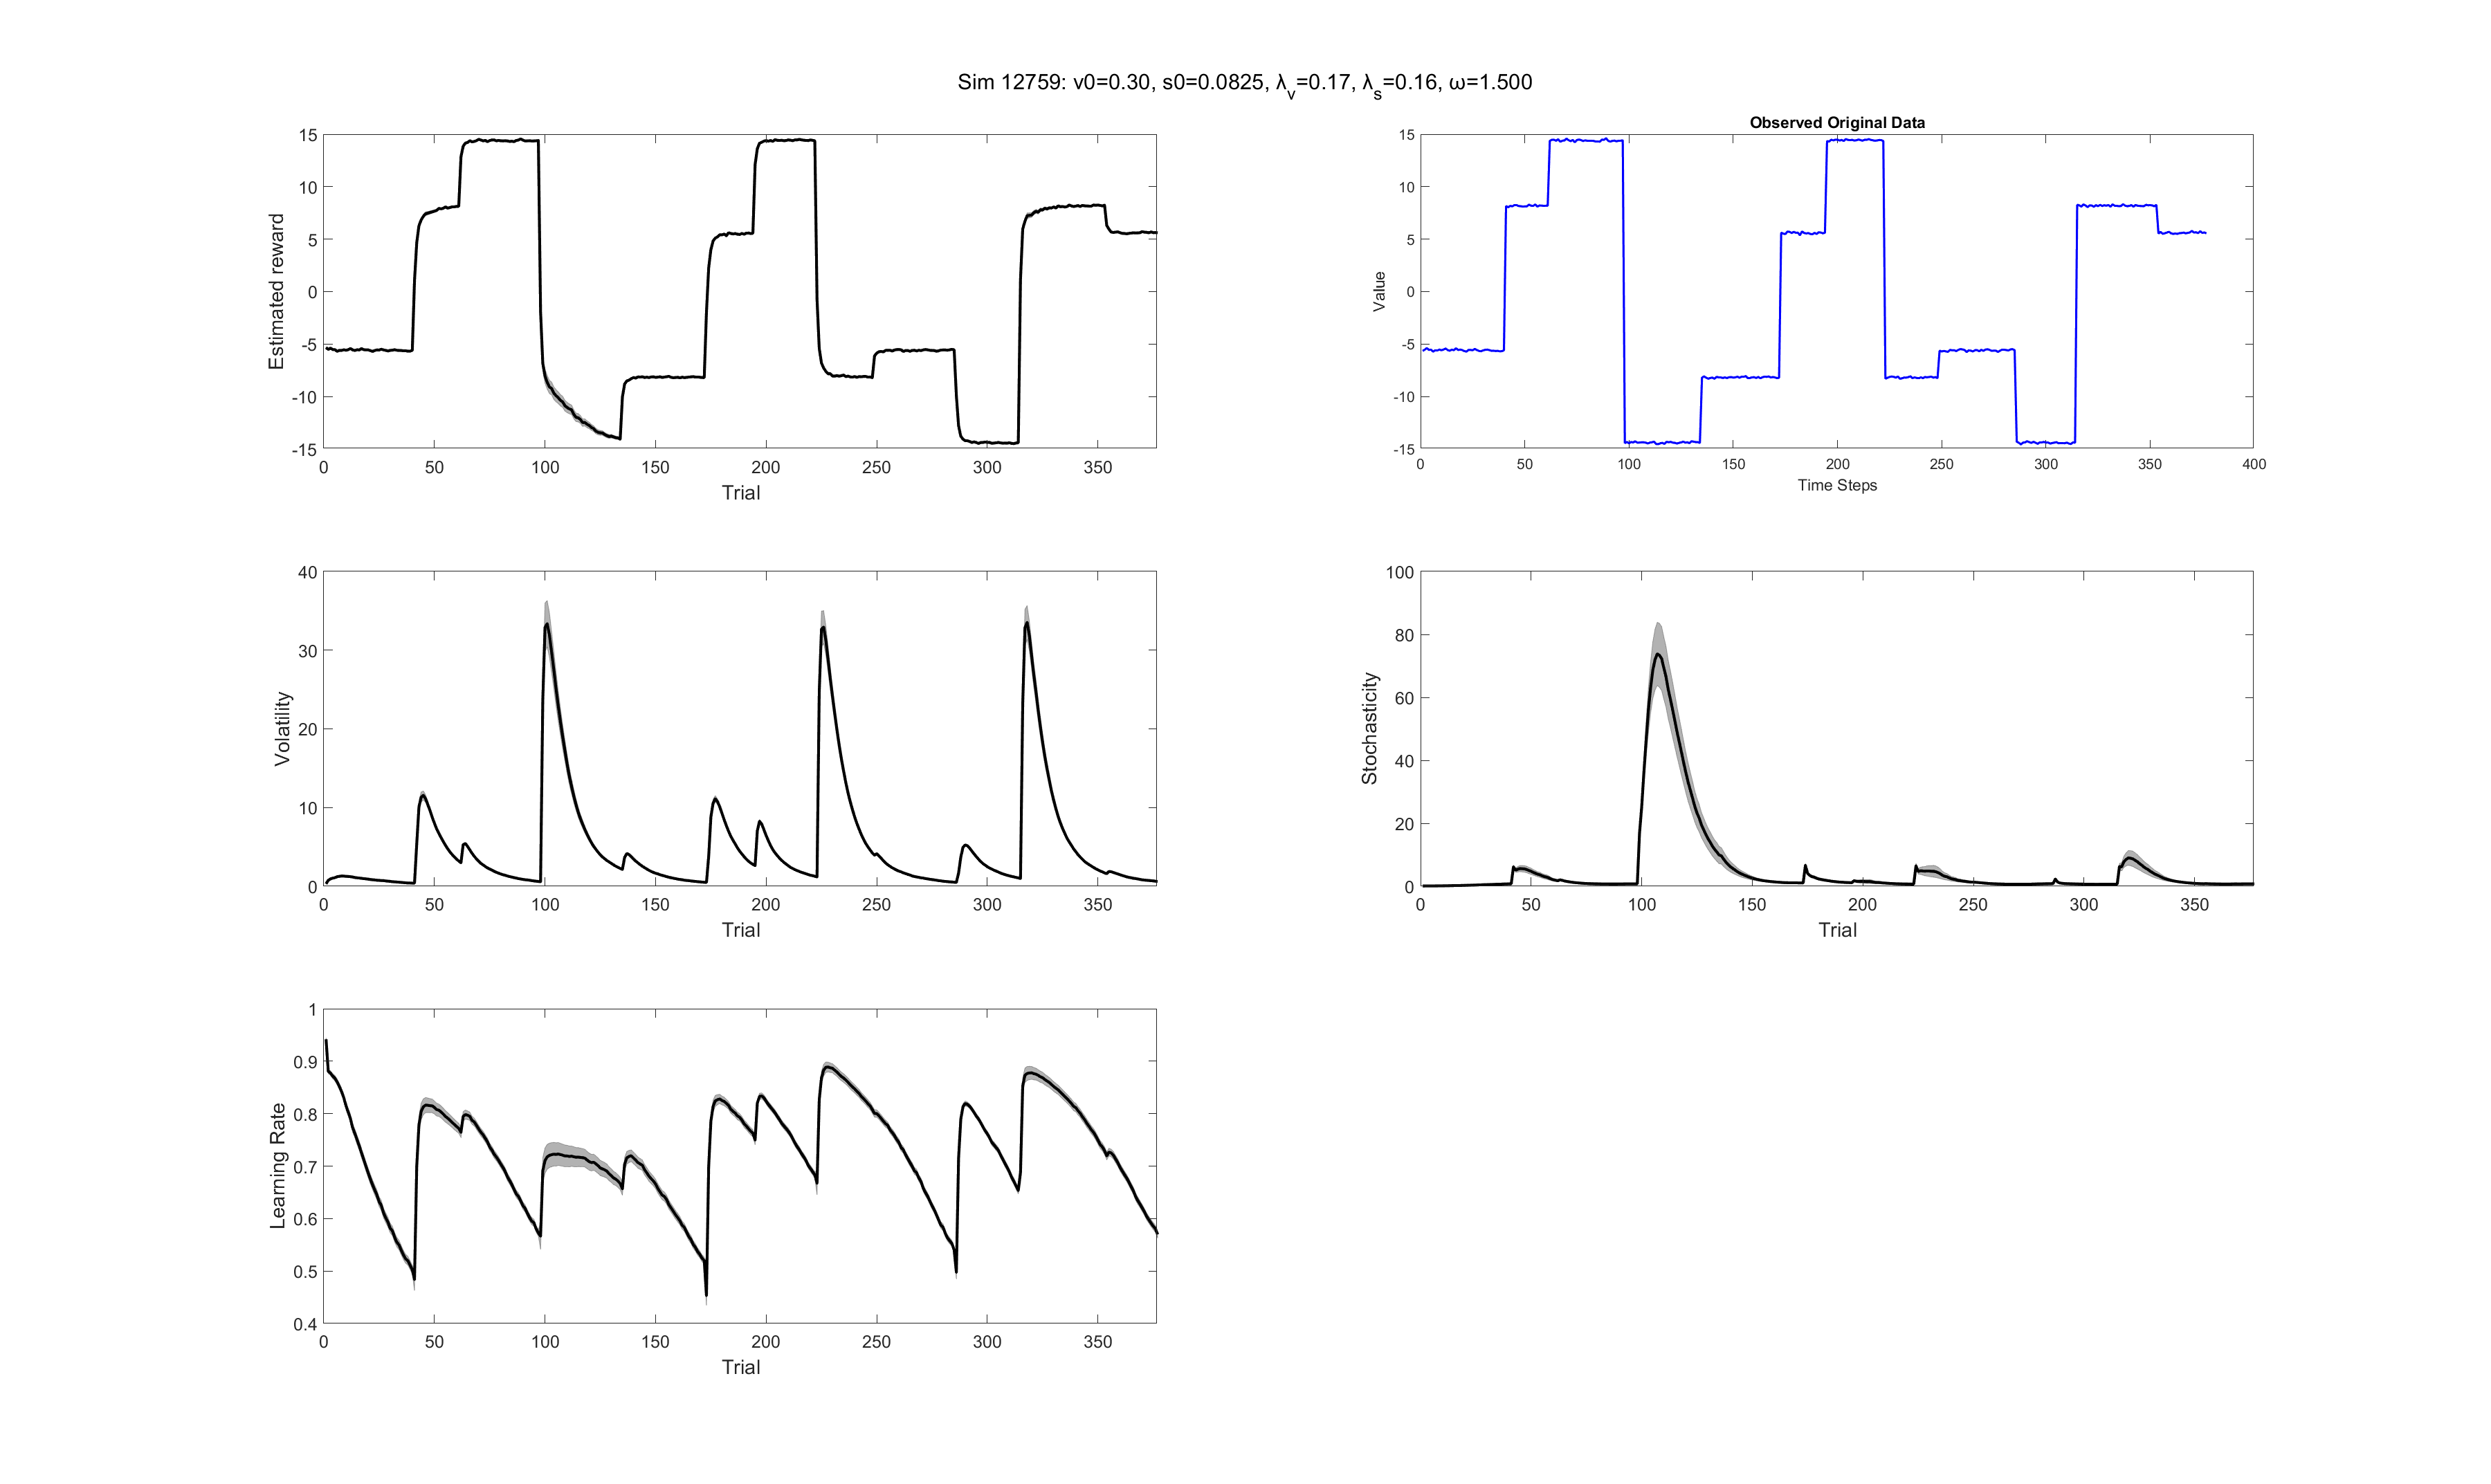 Sim 12759: v0=0.30, s0=0.0825, λv=0.17, λs=0.16, ω=1.500
Estimated reward
15
10
5
0
-5
-10
-15
0 50 100 150 200 250 300 350
Trial
Observed Original Data
Value
15
10
5
0
-5
-10
-15
0 50 100 150 200 250 300 350 400
Time Steps
Volatility
40
30
20
10
0
0 50 100 150 200 250 300 350
Trial
Stochasticity
100
80
60
40
20
0
0 50 100 150 200 250 300 350
Trial
Learning Rate
1
0.9
0.8
0.7
0.6
0.5
0.4
0 50 100 150 200 250 300 350
Trial